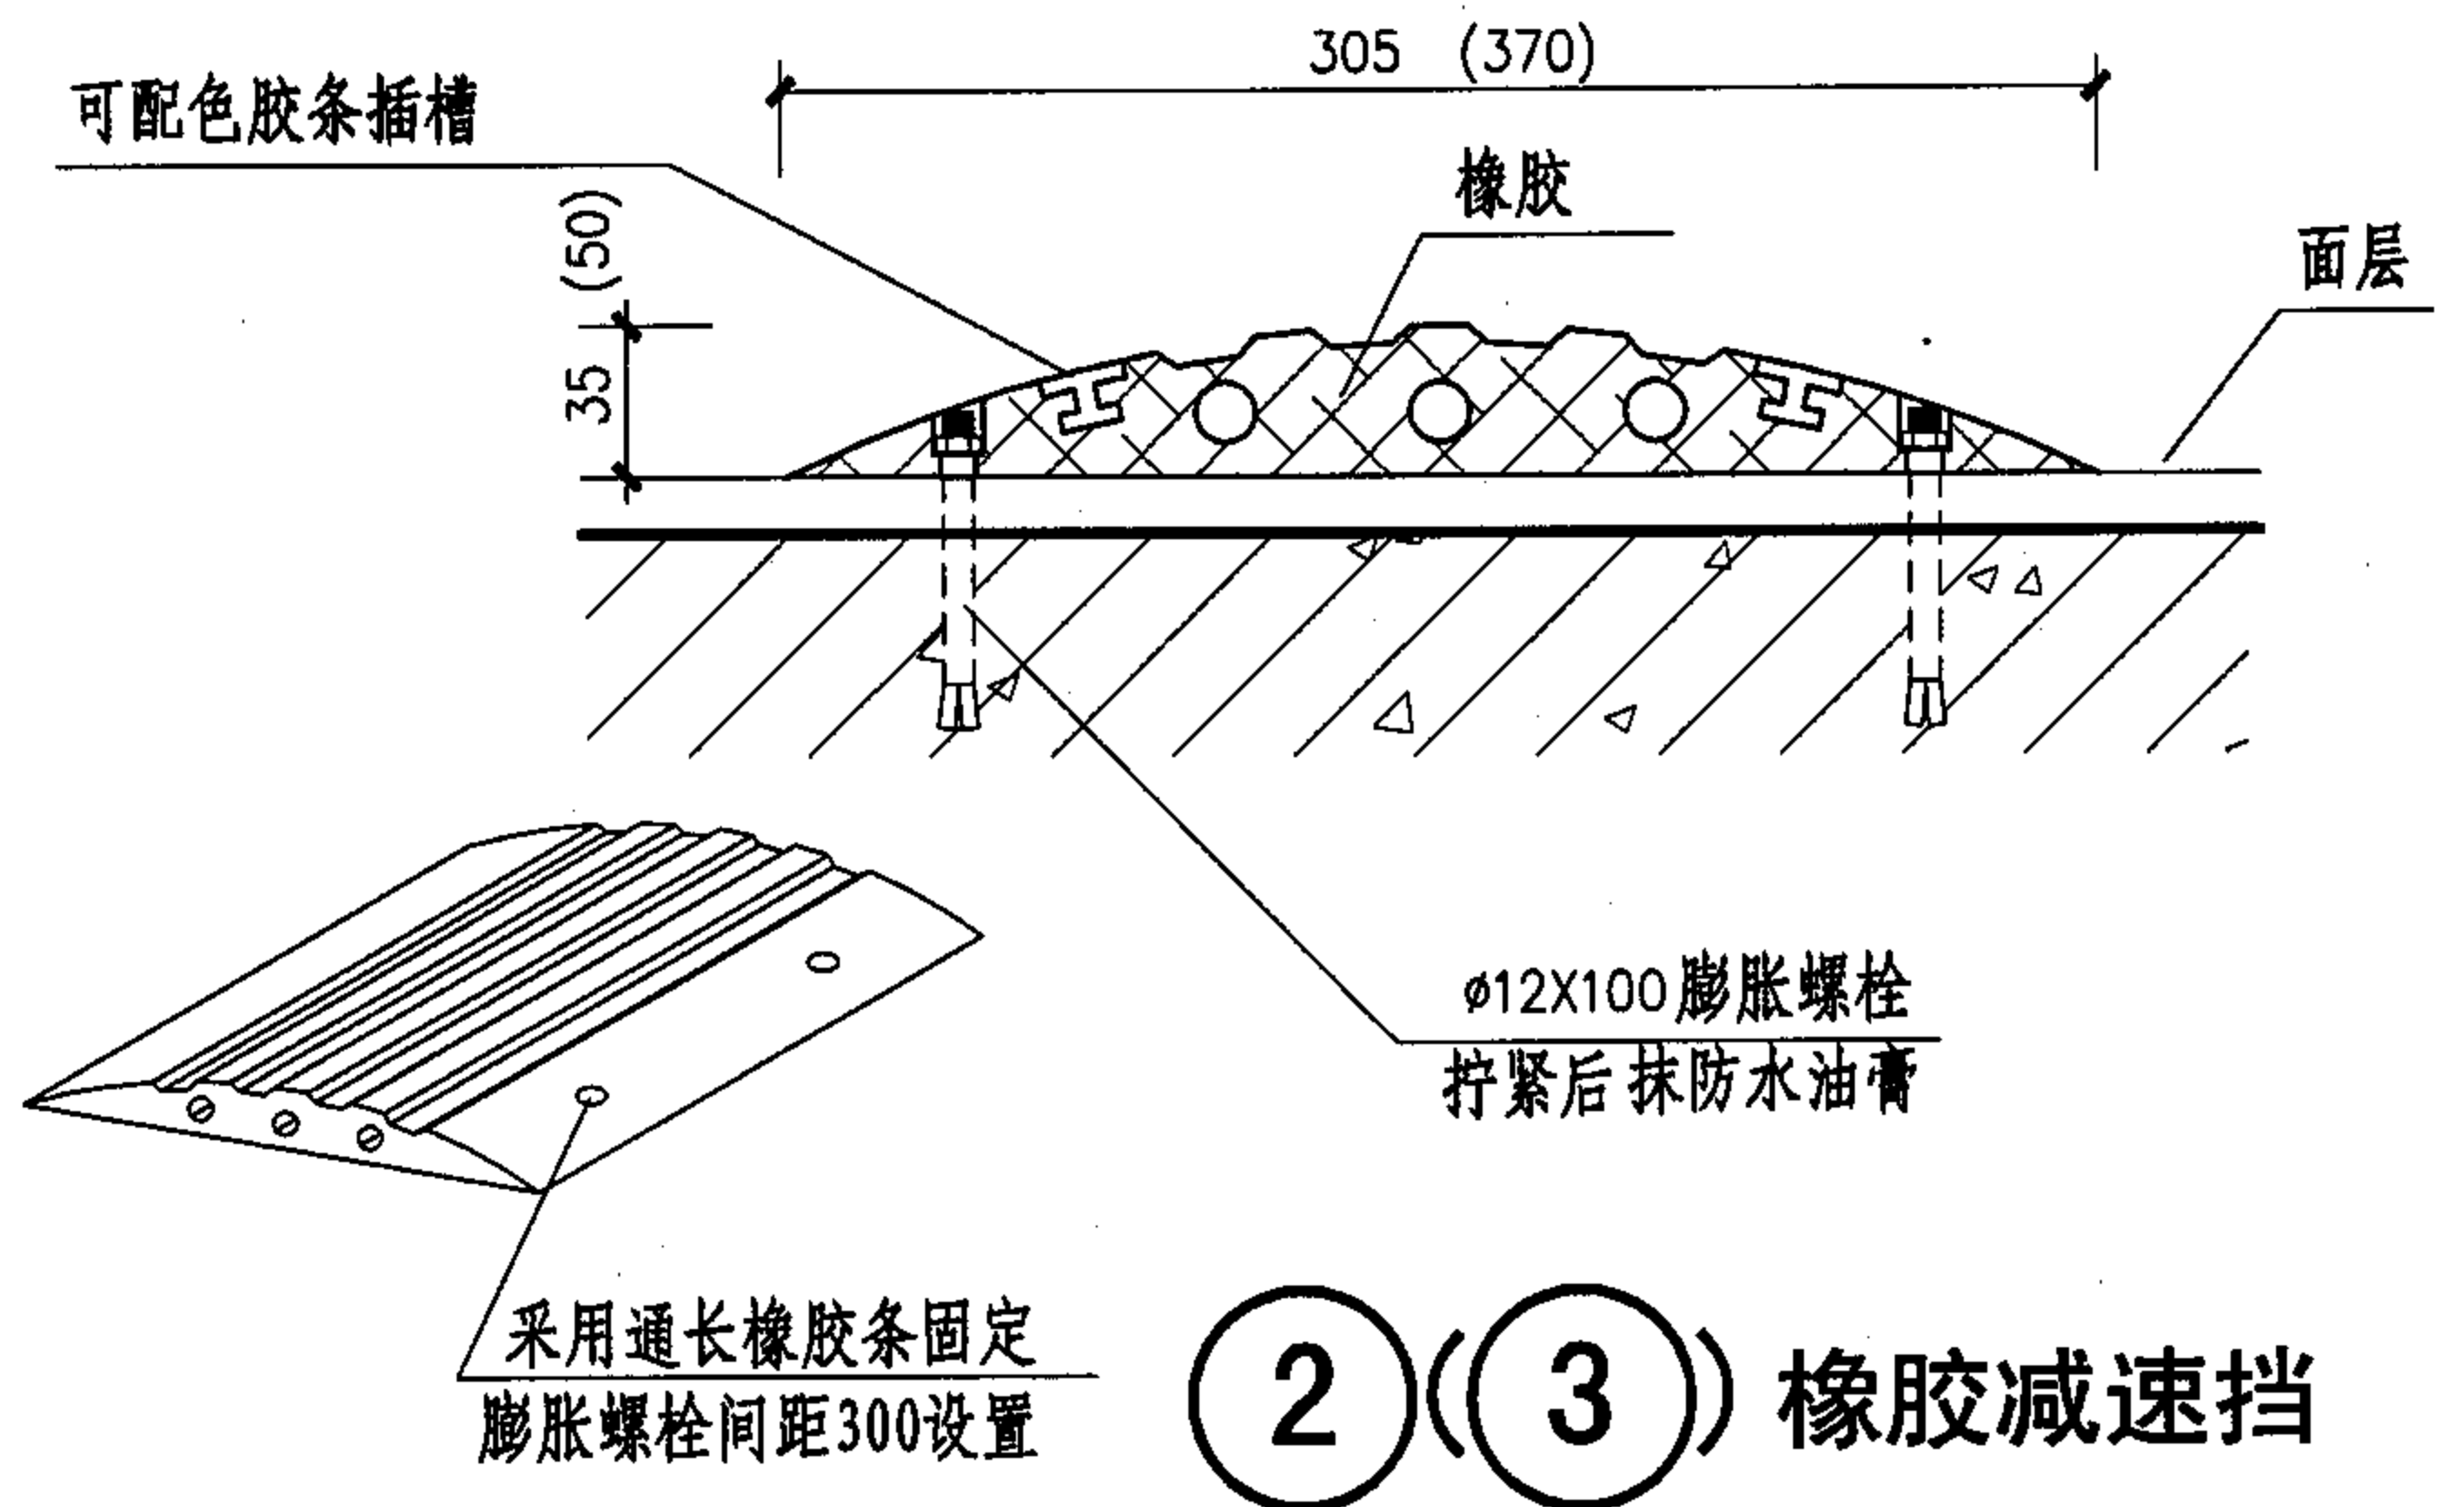 305 (370)
可配色胶条插槽
橡胶
面层
35 (50)
ø12X100膨胀螺栓
拧紧后抹防水油膏
采用通长橡胶条固定
膨胀螺栓间距300设置
2 (3) 橡胶减速挡